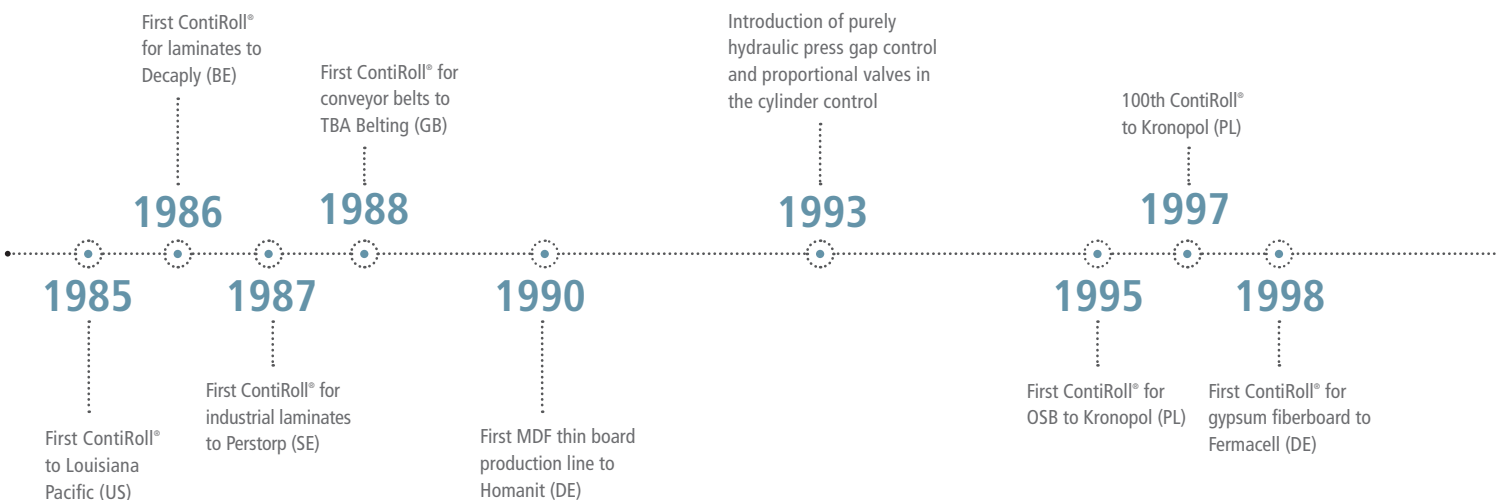 First ContiRoll®
for laminates to
Decaply (BE)
First ContiRoll® for
conveyor belts to
TBA Belting (GB)
Introduction of purely
hydraulic press gap control
and proportional valves in
the cylinder control
100th ContiRoll®
to Kronopol (PL)
1986
1988
1993
1997
1985
1987
1990
1995
1998
First ContiRoll®
to Louisiana
Pacific (US)
First ContiRoll® for
industrial laminates
to Perstorp (SE)
First MDF thin board
production line to
Homanit (DE)
First ContiRoll® for
OSB to Kronopol (PL)
First ContiRoll® for
gypsum fiberboard to
Fermacell (DE)